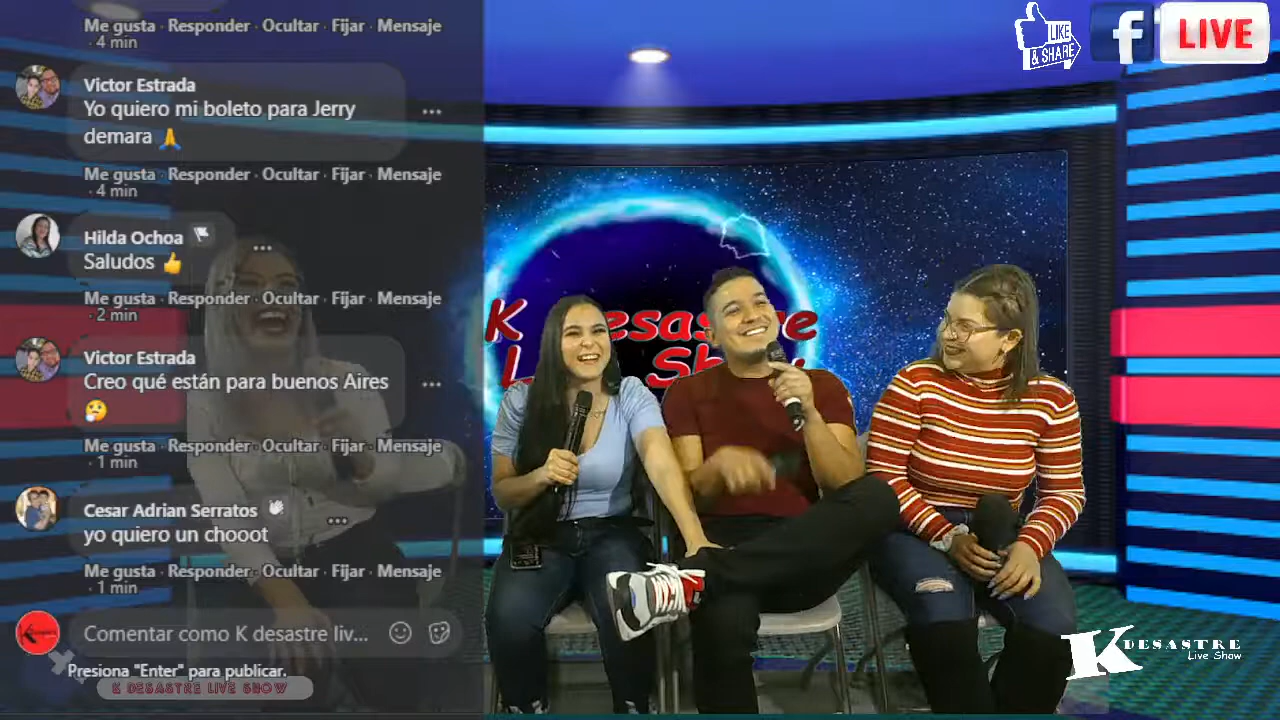 Me gusta · Responder · Ocultar · Fijar · Mensaje
· 4 min
Victor Estrada
Yo quiero mi boleto para Jerry
demara 🙏
Me gusta · Responder · Ocultar · Fijar · Mensaje
· 4 min
Hilda Ochoa
Saludos 👍
Me gusta · Responder · Ocultar · Fijar · Mensaje
· 2 min
Victor Estrada
Creo qué están para buenos Aires
🤔
Me gusta · Responder · Ocultar · Fijar · Mensaje
· 1 min
Cesar Adrian Serratos
yo quiero un chooot
Me gusta · Responder · Ocultar · Fijar · Mensaje
· 1 min
Comentar como K desastre liv...
Presiona "Enter" para publicar.
K DESASTRE LIVE SHOW
LIKE
& SHARE
f
LIVE
K esas re
L Sh
K DESASTRE
Live Show